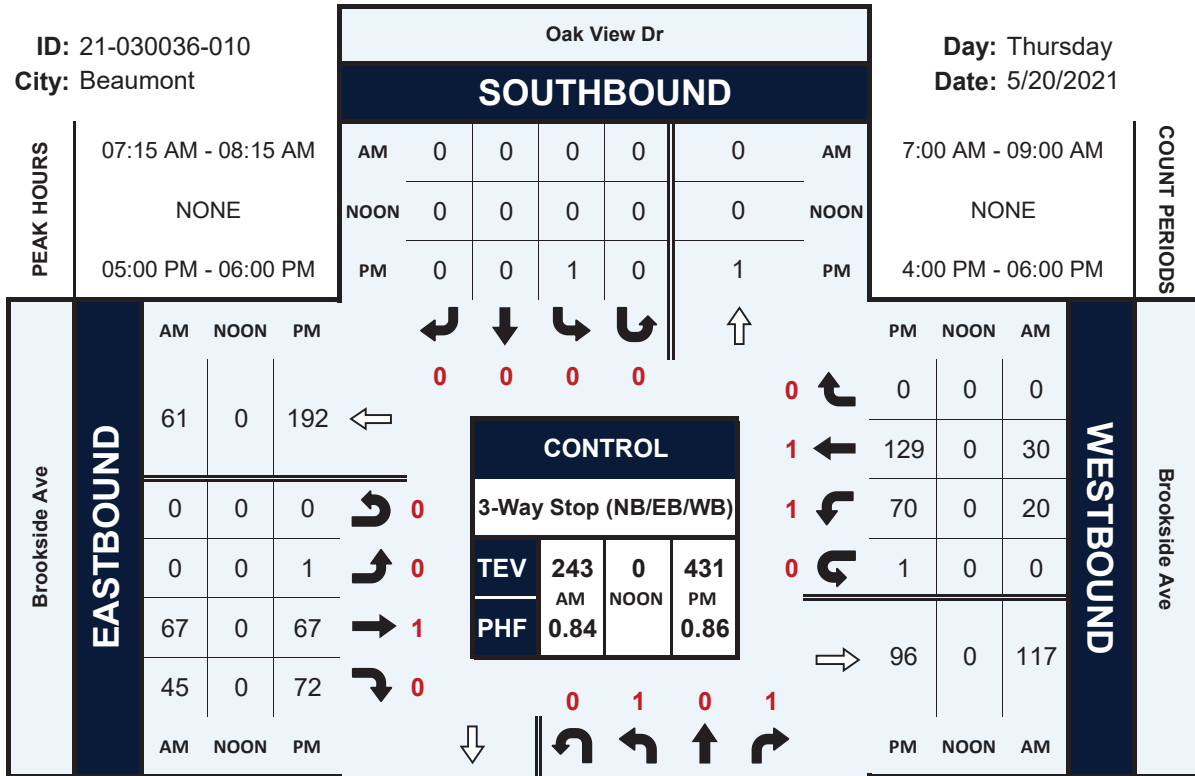 ID: 21-030036-010
City: Beaumont
Oak View Dr
SOUTHBOUND
Day: Thursday
Date: 5/20/2021
PEAK HOURS
07:15 AM - 08:15 AM
NONE
05:00 PM - 06:00 PM
AM 0 0 0 0 0 AM
NOON 0 0 0 0 0 NOON
PM 0 0 1 0 1 PM
7:00 AM - 09:00 AM
NONE
4:00 PM - 06:00 PM
COUNT PERIODS
0 0 0 0
Brookside Ave
EASTBOUND
AM NOON PM
61 0 192
0 0 0 0
0 0 1 0
67 0 67 1
45 0 72 0
AM NOON PM
CONTROL
3-Way Stop (NB/EB/WB)
TEV 243 0 431
AM NOON PM
PHF 0.84 0.86
PM NOON AM
0 0 0 0
1 129 0 30
1 70 0 20
0 1 0 0
96 0 117
PM NOON AM
WESTBOUND
Brookside Ave
0 1 0 1